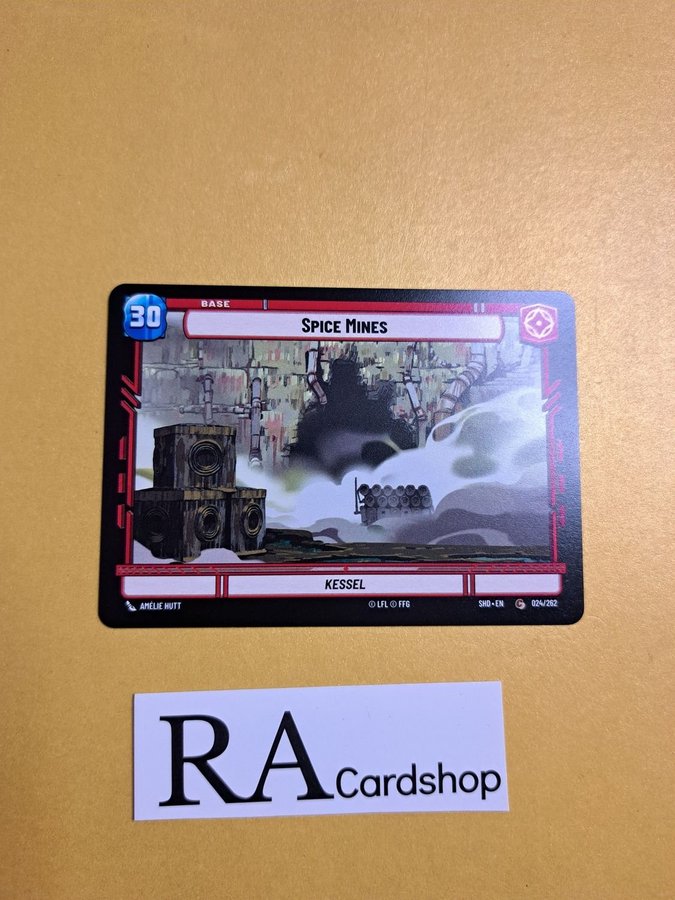 BASE
30
SPICE MINES
KESSEL
AMÉLIE HUTT
© LFL © FFG
SHD • EN
C
024/262
RA Cardshop